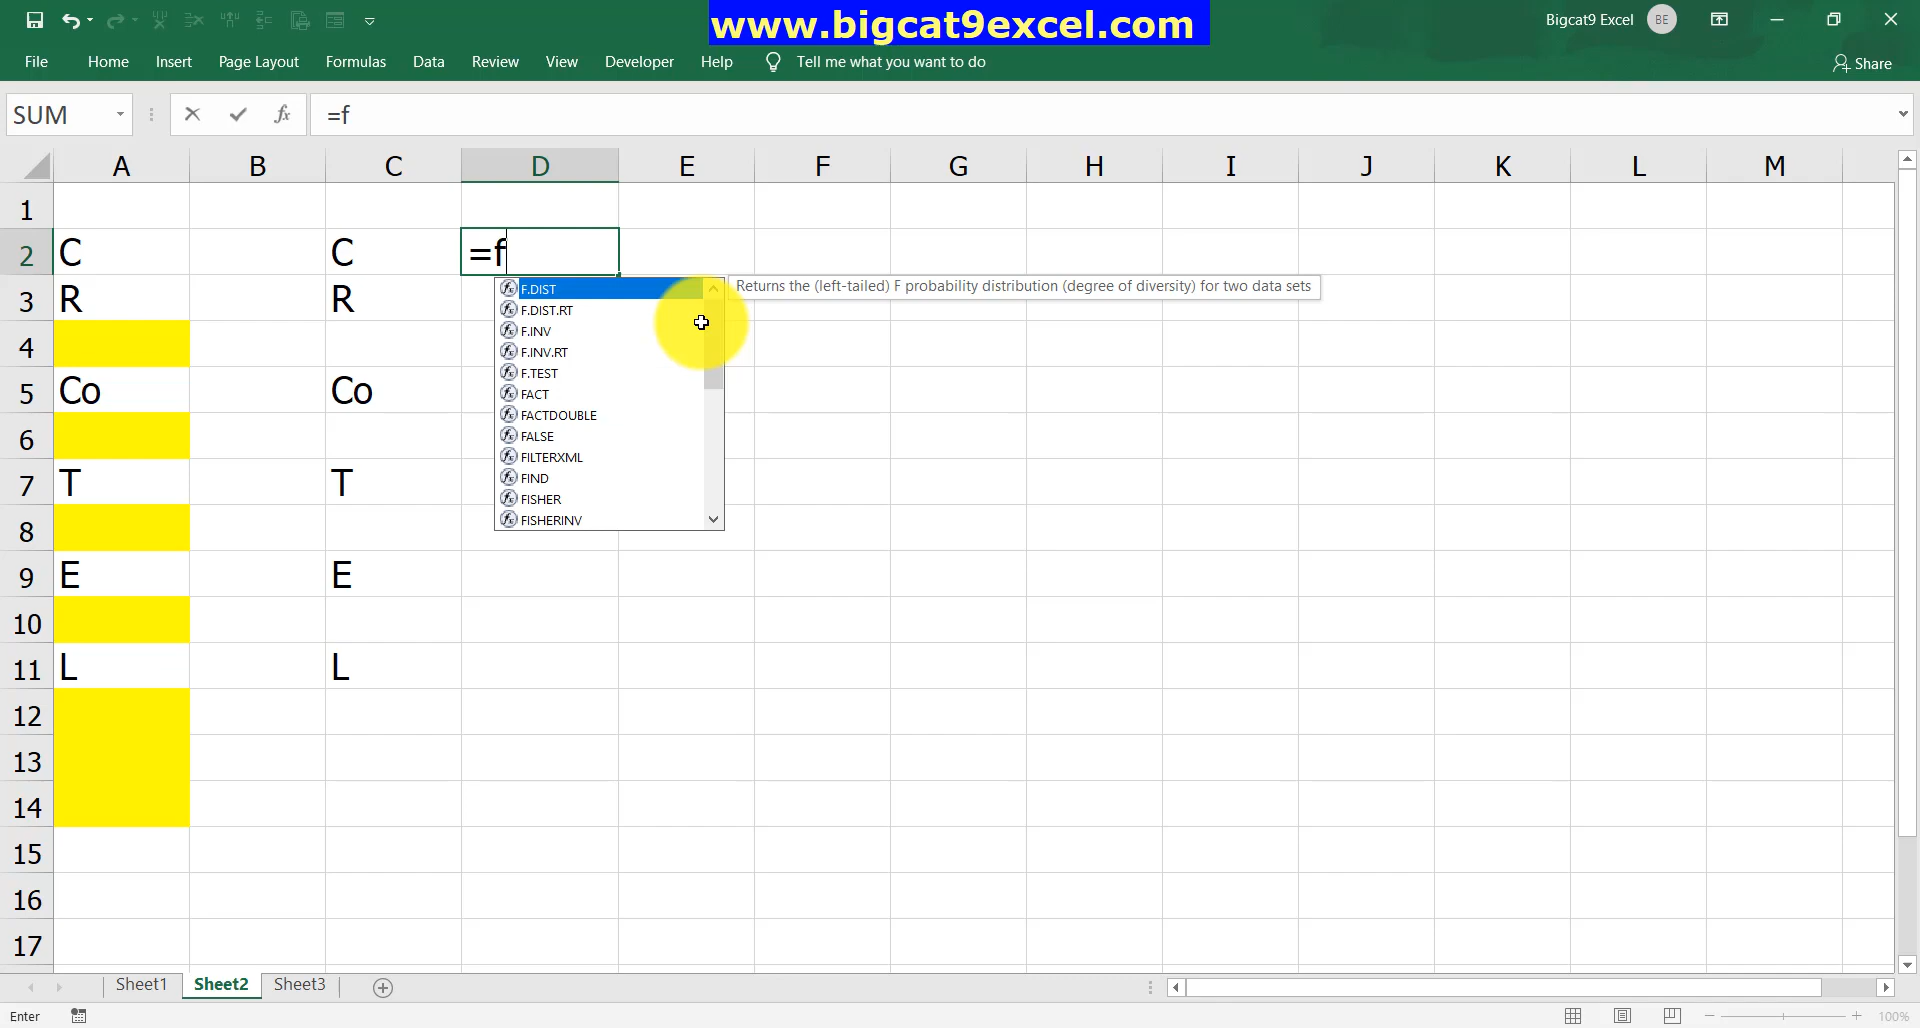 www.bigcat9excel.com
Bigcat9 Excel
BE
File Home Insert Page Layout Formulas Data Review View Developer Help Tell me what you want to do
Share
SUM
fx
=f
A B C D E F G H I J K L M
1
2 C C =f
3 R R
4
5 Co Co
6
7 T T
8
9 E E
10
11 L L
12
13
14
15
16
17
F.DIST
F.DIST.RT
F.INV
F.INV.RT
F.TEST
FACT
FACTDOUBLE
FALSE
FILTERXML
FIND
FISHER
FISHERINV
Returns the (left-tailed) F probability distribution (degree of diversity) for two data sets
Sheet1 Sheet2 Sheet3
Enter
100%